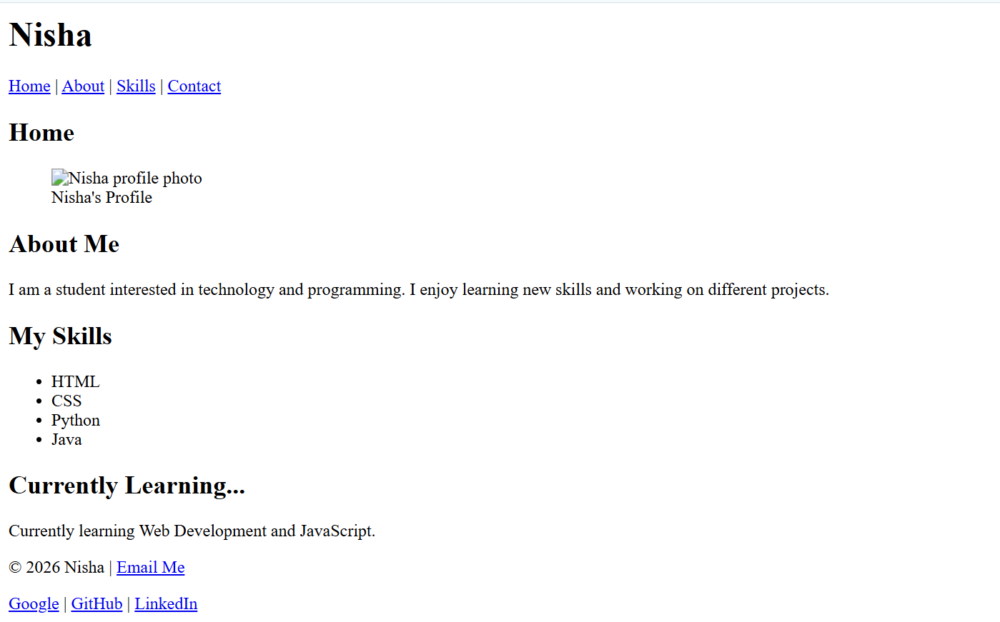 Nisha
Home | About | Skills | Contact
Home
Nisha profile photo
Nisha's Profile
About Me
I am a student interested in technology and programming. I enjoy learning new skills and working on different projects.
My Skills
• HTML
• CSS
• Python
• Java
Currently Learning...
Currently learning Web Development and JavaScript.
© 2026 Nisha | Email Me
Google | GitHub | LinkedIn